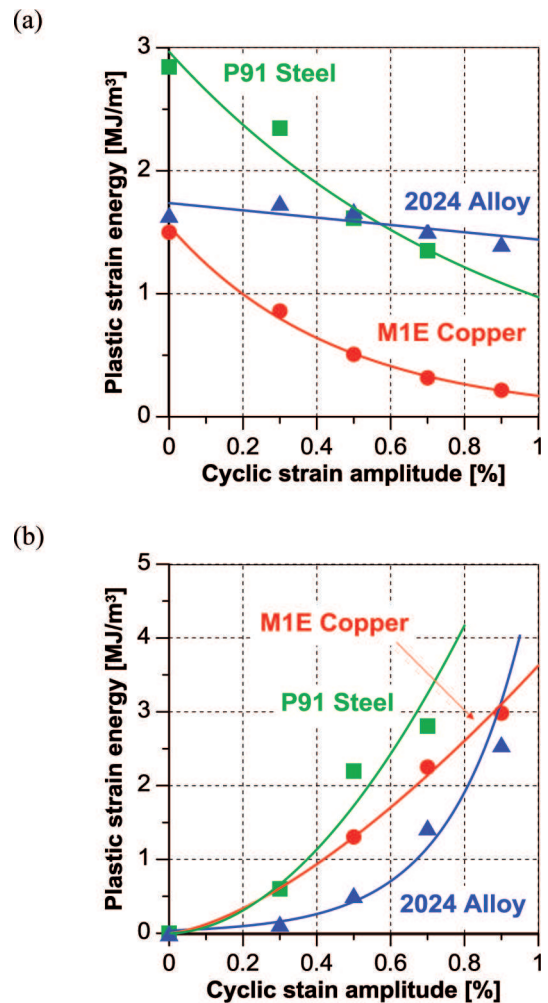 (a)
3
2
1
0
Plastic strain energy [MJ/m³]
P91 Steel
2024 Alloy
M1E Copper
0 0.2 0.4 0.6 0.8 1
Cyclic strain amplitude [%]
(b)
5
4
3
2
1
0
Plastic strain energy [MJ/m³]
M1E Copper
P91 Steel
2024 Alloy
0 0.2 0.4 0.6 0.8 1
Cyclic stain amplitude [%]